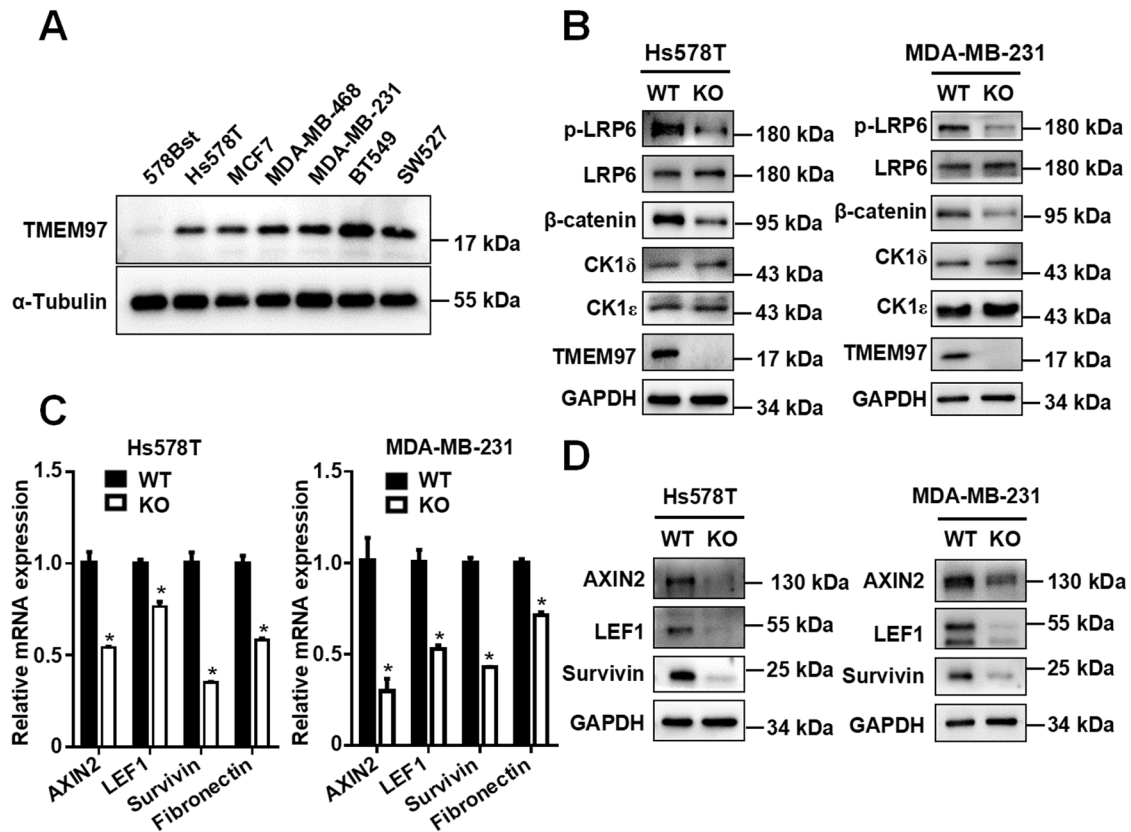 A
578Bst Hs578T MCF7 MDA-MB-468 MDA-MB-231 BT549 SW527
TMEM97 17 kDa
α-Tubulin 55 kDa
B
Hs578T
WT KO
p-LRP6 180 kDa
LRP6 180 kDa
β-catenin 95 kDa
CK1δ 43 kDa
CK1ε 43 kDa
TMEM97 17 kDa
GAPDH 34 kDa
MDA-MB-231
WT KO
p-LRP6 180 kDa
LRP6 180 kDa
β-catenin 95 kDa
CK1δ 43 kDa
CK1ε 43 kDa
TMEM97 17 kDa
GAPDH 34 kDa
C
Hs578T
WT
KO
Relative mRNA expression
1.5
1.0
0.5
0
* * * *
AXIN2 LEF1 Survivin Fibronectin
MDA-MB-231
WT
KO
Relative mRNA expression
1.5
1.0
0.5
0
* * * *
AXIN2 LEF1 Survivin Fibronectin
D
Hs578T
WT KO
AXIN2 130 kDa
LEF1 55 kDa
Survivin 25 kDa
GAPDH 34 kDa
MDA-MB-231
WT KO
AXIN2 130 kDa
LEF1 55 kDa
Survivin 25 kDa
GAPDH 34 kDa